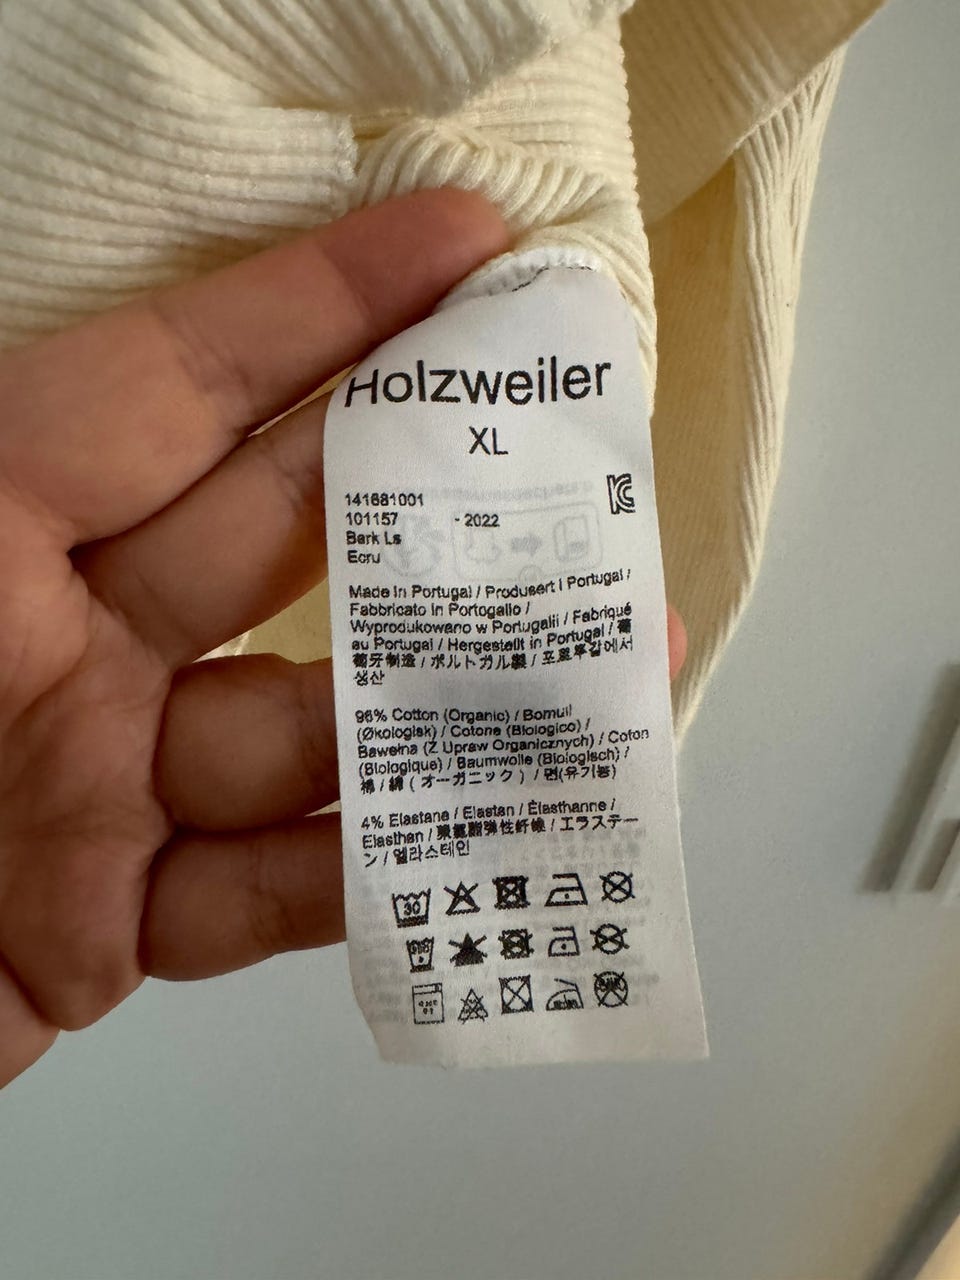 Holzweiler
XL
141681001
101157 - 2022
Bark Ls
Ecru
Made In Portugal / Produsert I Portugal /
Fabbricato In Portogallo /
Wyprodukowano w Portugalii / Fabriqué
au Portugal / Hergestellt in Portugal / 葡
萄牙制造 / ポルトガル製 / 포르투갈에서
생산
96% Cotton (Organic) / Bomull
(Økologisk) / Cotone (Biologico) /
Bawełna (Z Upraw Organicznych) / Coton
(Biologique) / Baumwolle (Biologisch) /
棉 / 綿 ( オーガニック ) / 면(유기농)
4% Elastane / Elastan / Élasthanne /
Elasthan / 聚氨酯弹性纤维 / エラステー
ン / 엘라스테인
30